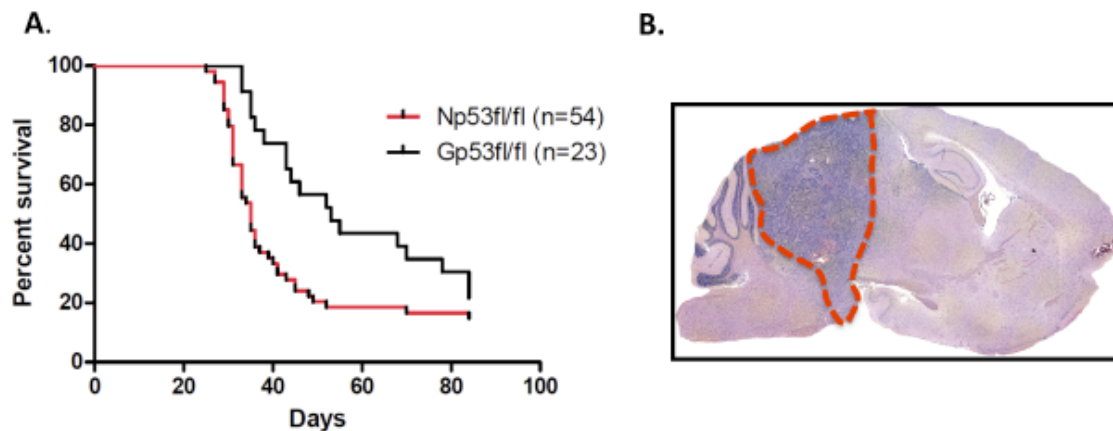 A.
B.
100
80
60
40
20
0
Percent survival
Np53fl/fl (n=54)
Gp53fl/fl (n=23)
0 20 40 60 80 100
Days